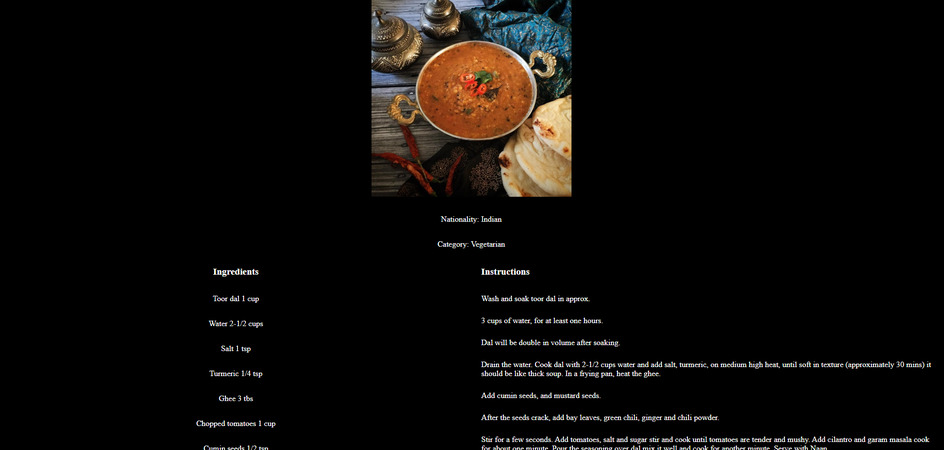 Nationality: Indian
Category: Vegetarian
Ingredients
Toor dal 1 cup
Water 2-1/2 cups
Salt 1 tsp
Turmeric 1/4 tsp
Ghee 3 tbs
Chopped tomatoes 1 cup
Cumin seeds 1/2 tsp
Instructions
Wash and soak toor dal in approx.
3 cups of water, for at least one hours.
Dal will be double in volume after soaking.
Drain the water. Cook dal with 2-1/2 cups water and add salt, turmeric, on medium high heat, until soft in texture (approximately 30 mins) it
should be like thick soup. In a frying pan, heat the ghee.
Add cumin seeds, and mustard seeds.
After the seeds crack, add bay leaves, green chili, ginger and chili powder.
Stir for a few seconds. Add tomatoes, salt and sugar stir and cook until tomatoes are tender and mushy. Add cilantro and garam masala cook
for about one minute. Pour the seasoning over dal mix it well and cook for another minute. Serve with Naan.